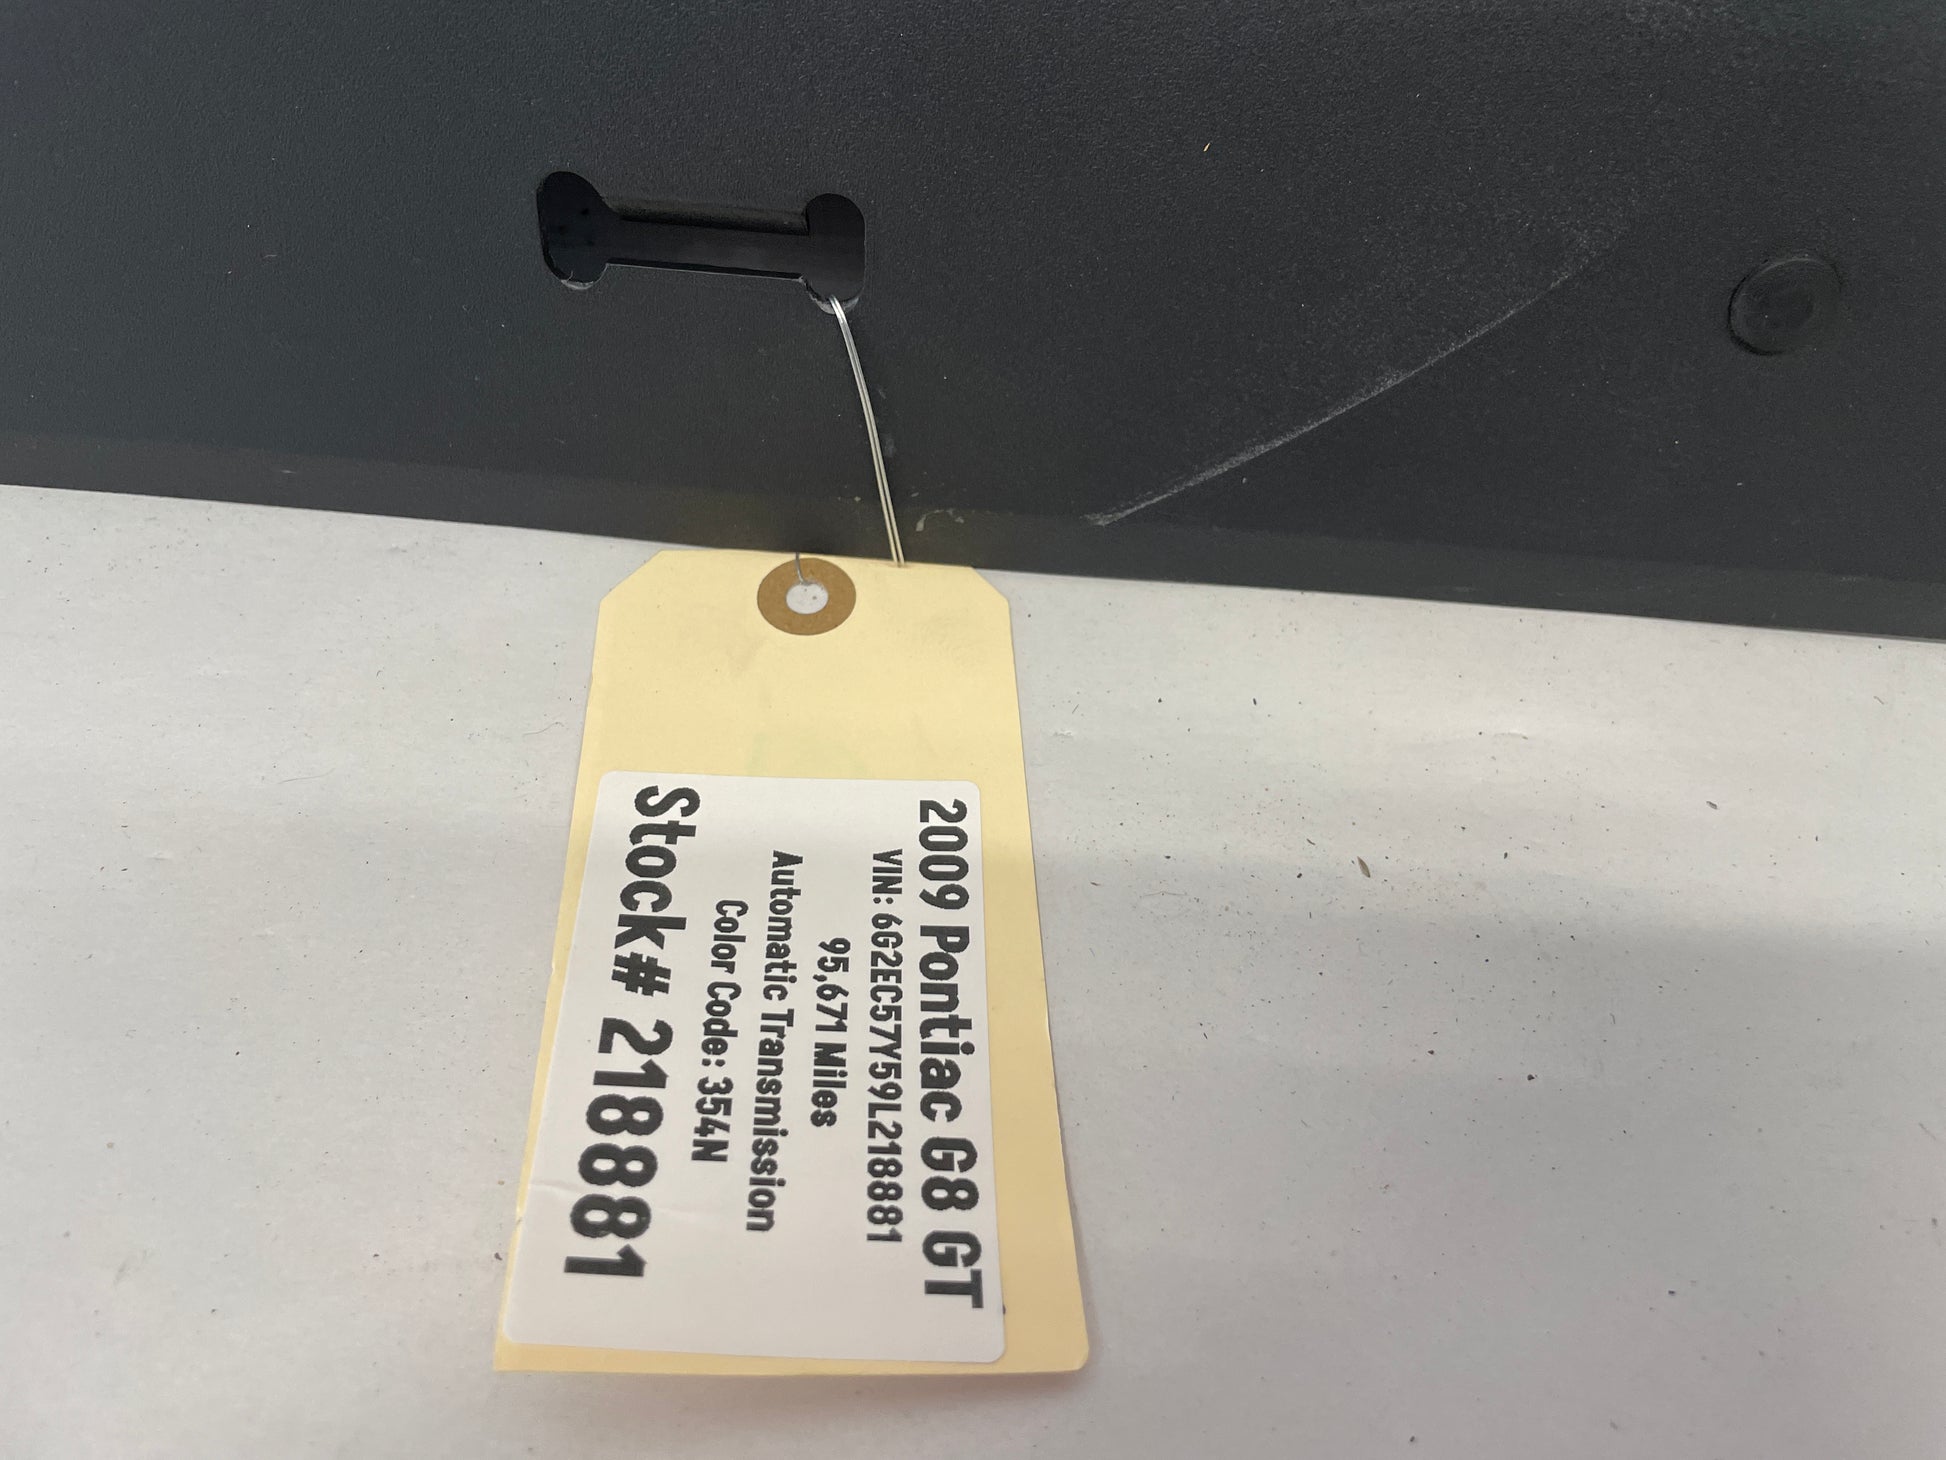 2009 Pontiac G8 GT
VIN: 6G2EC57Y59L218881
95,671 Miles
Automatic Transmission
Color Code: 354N
Stock# 218881